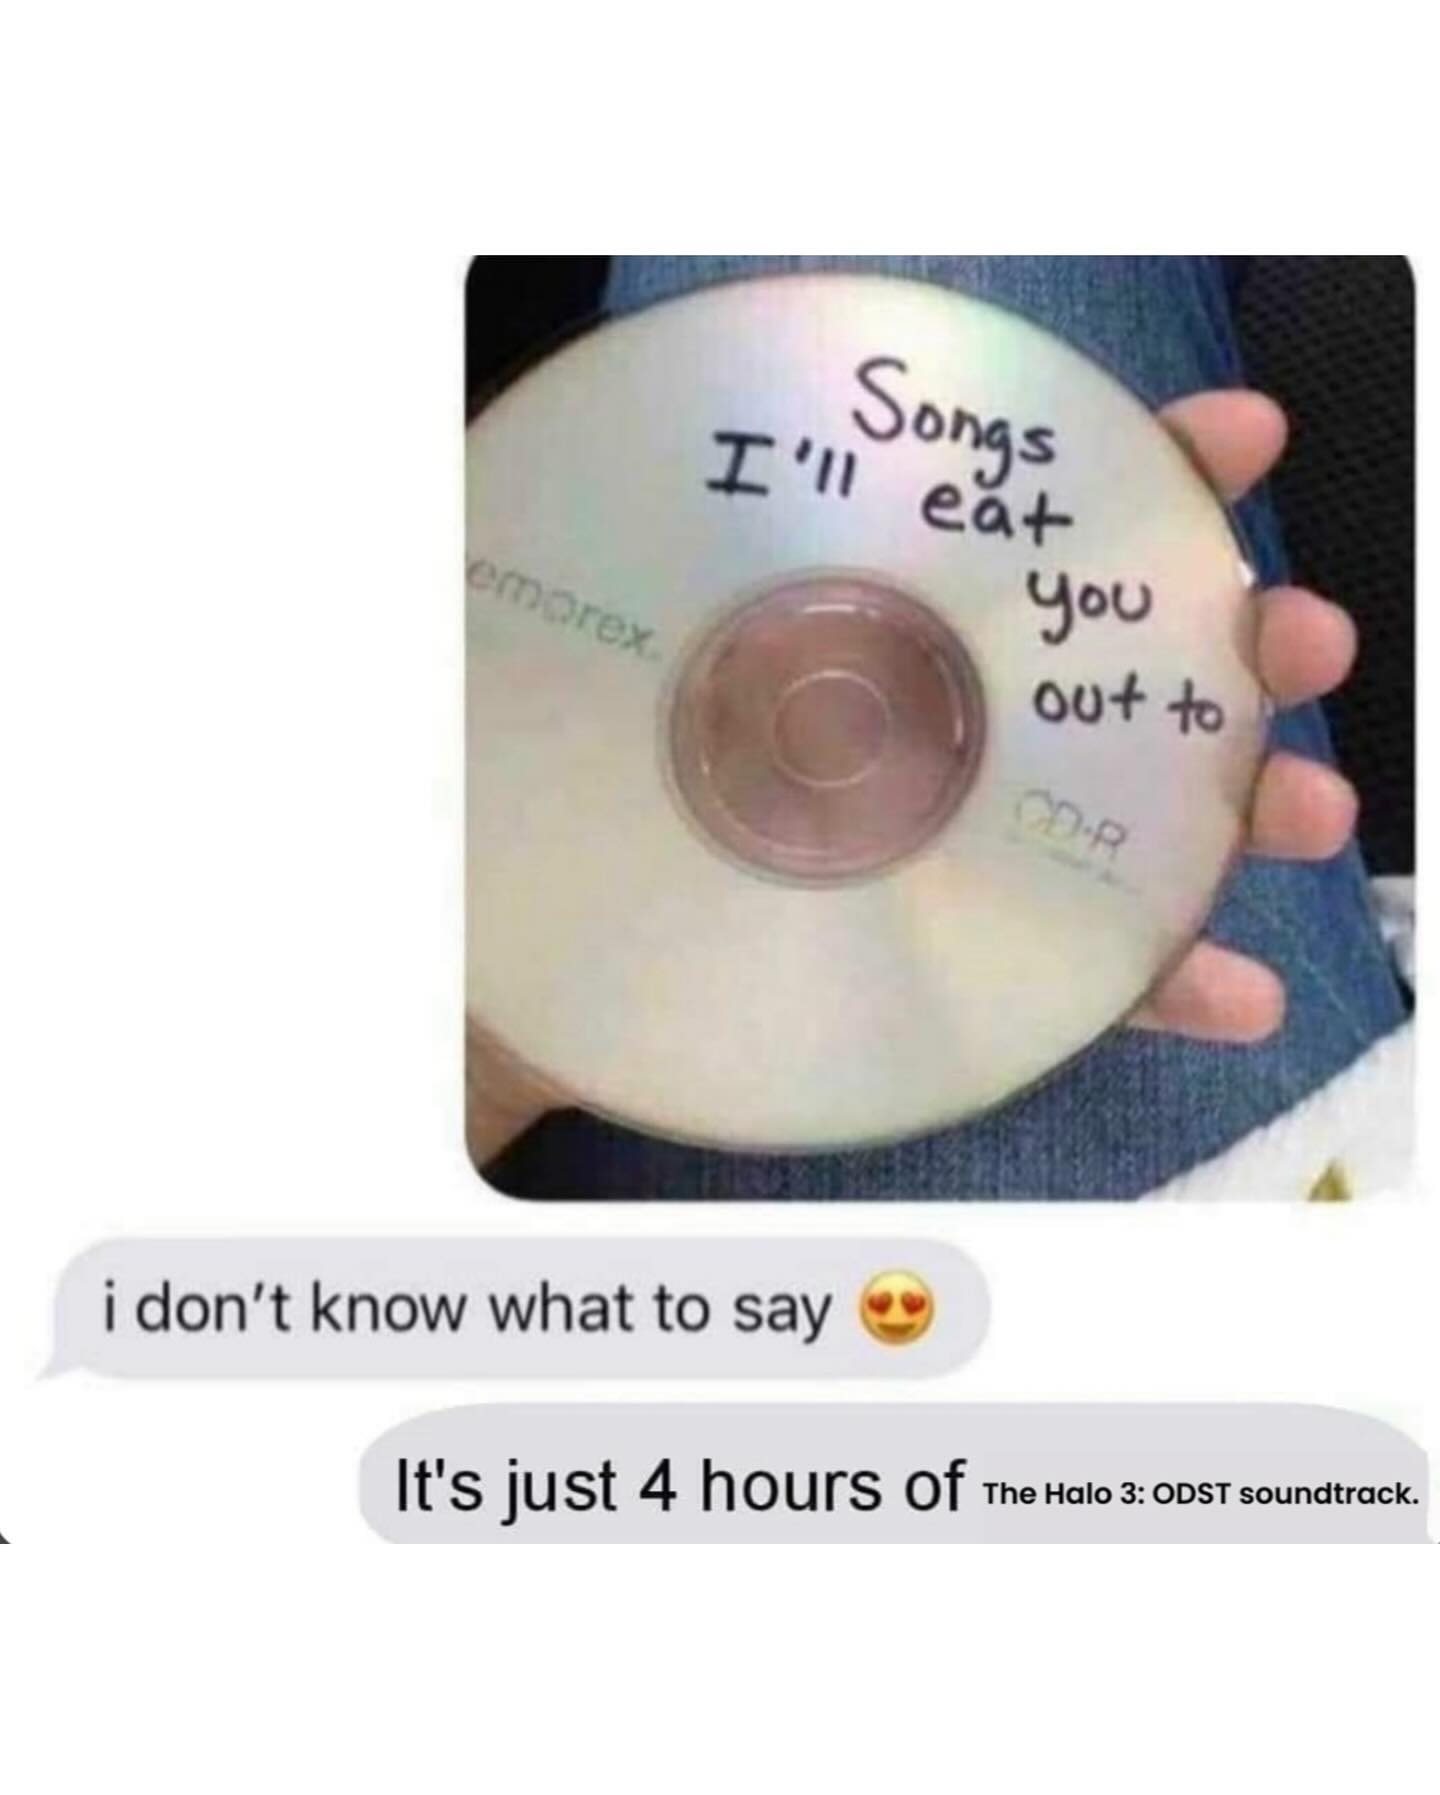 Songs
I'll eat
you
out to
emorex
CD-R
i don't know what to say 😍
It's just 4 hours of The Halo 3: ODST soundtrack.